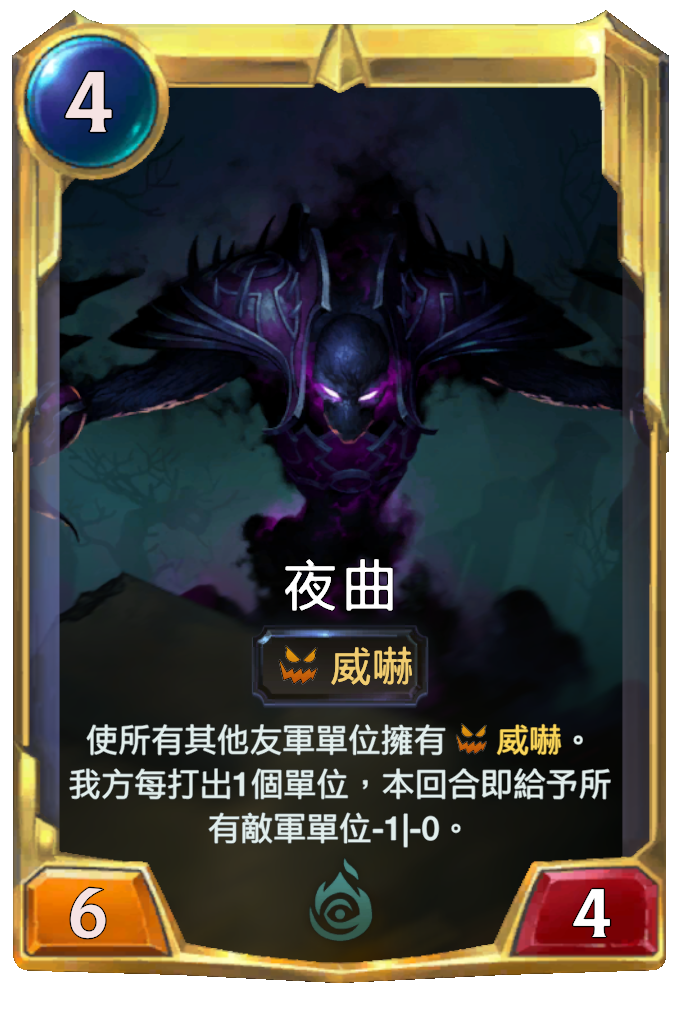 4
夜曲
威嚇
使所有其他友軍單位擁有 威嚇。
我方每打出1個單位，本回合即給予所
有敵軍單位-1|-0。
6
4